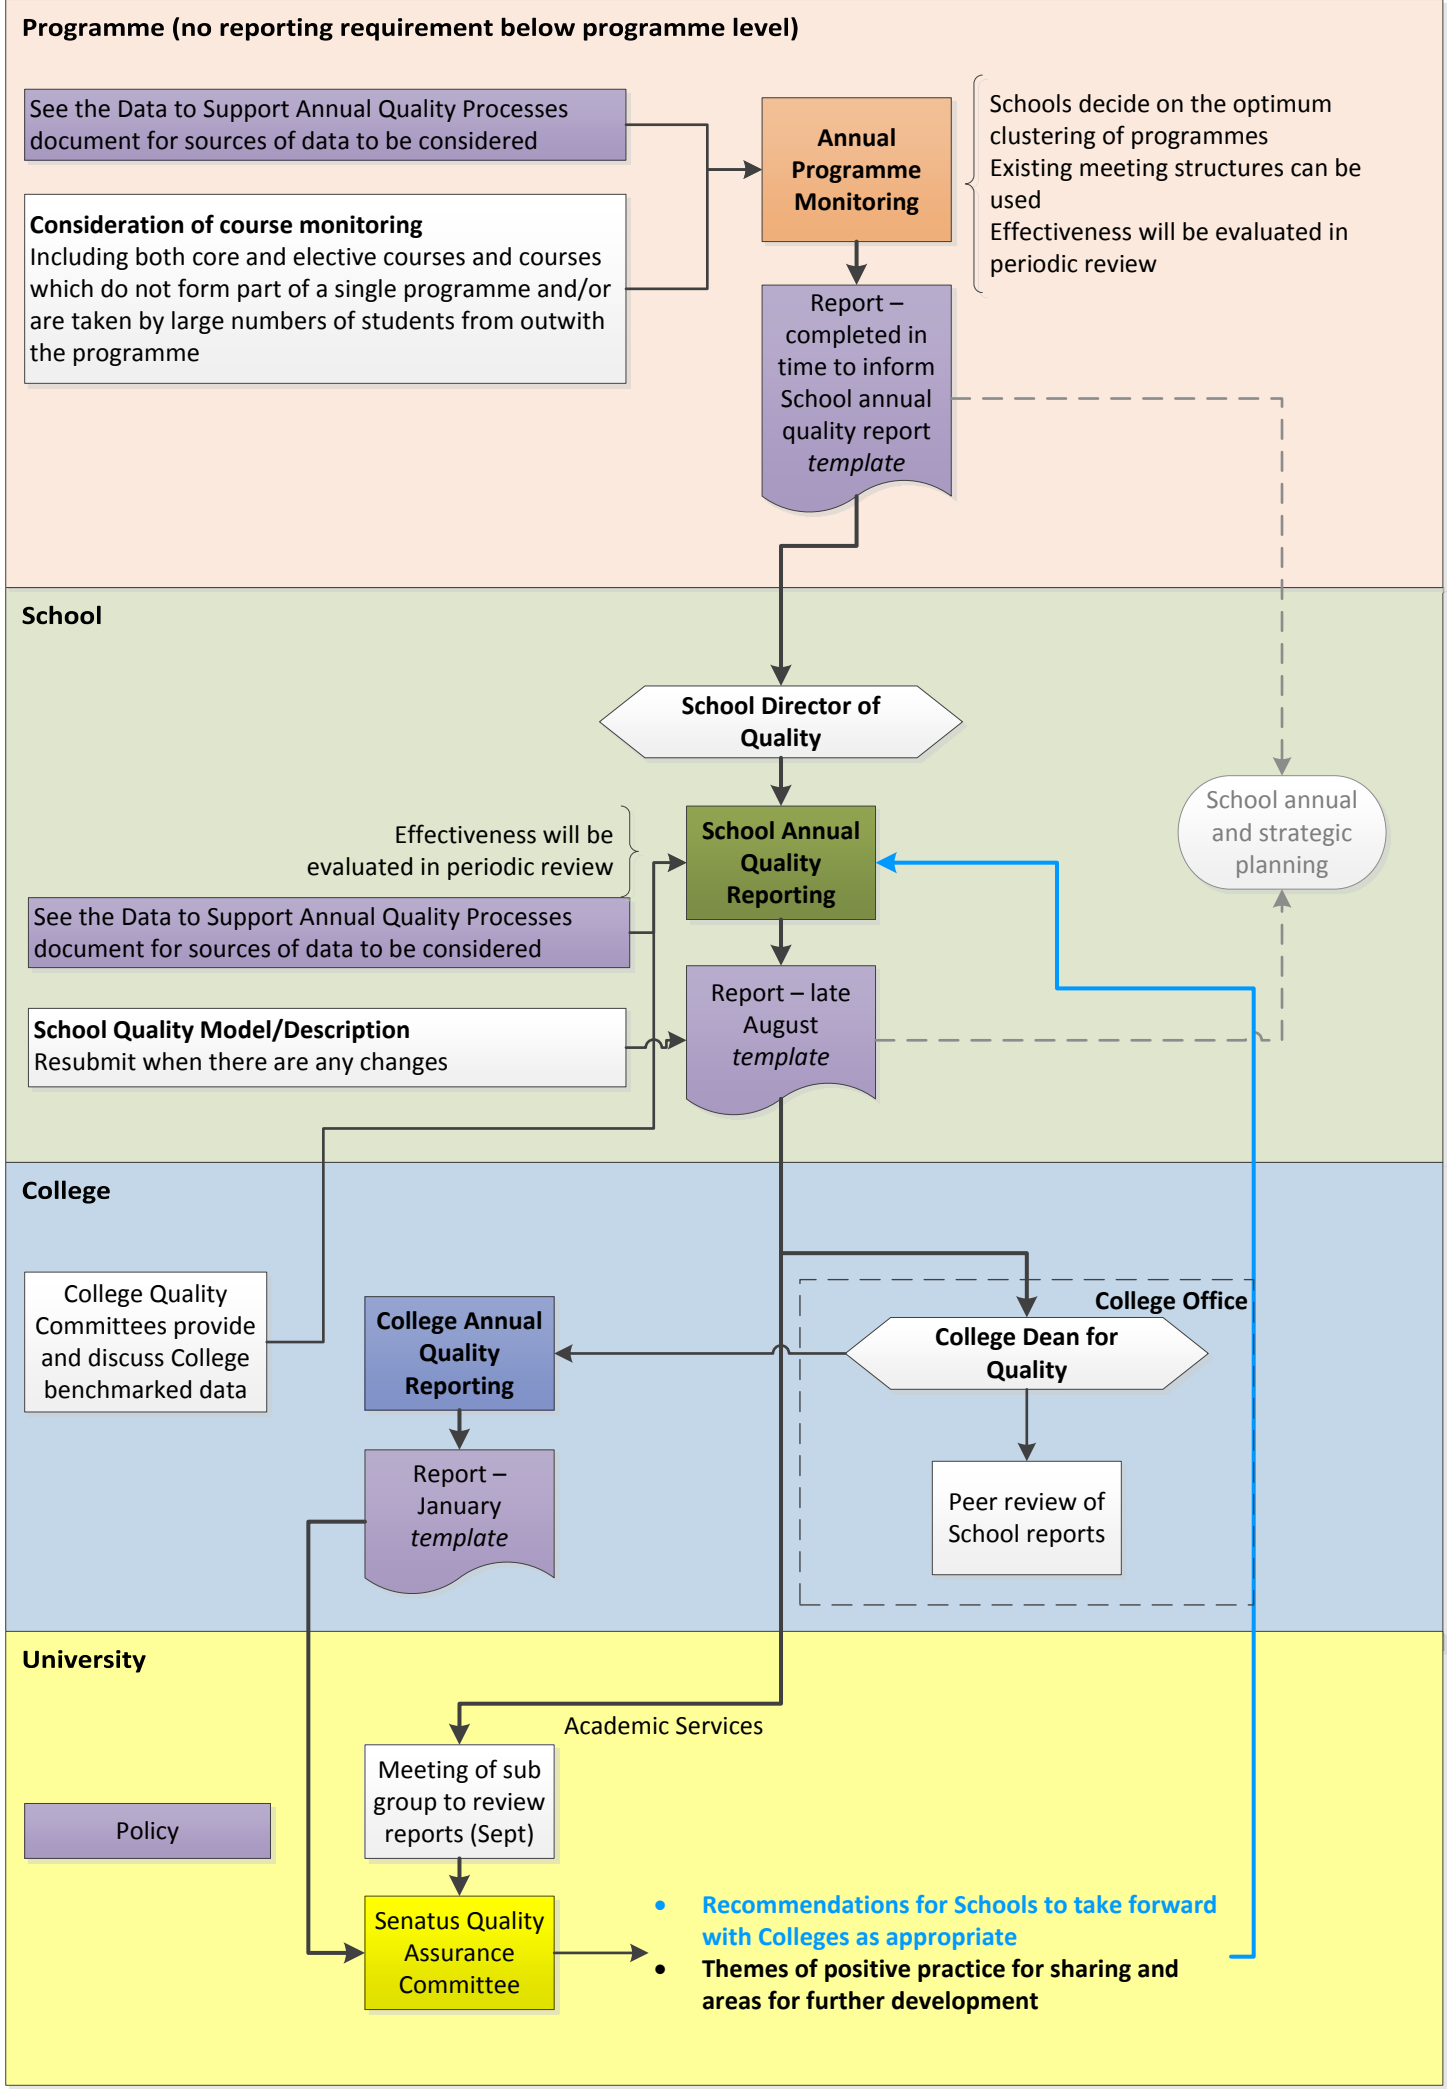 Programme (no reporting requirement below programme level)
See the Data to Support Annual Quality Processes
document for sources of data to be considered
Consideration of course monitoring
Including both core and elective courses and courses
which do not form part of a single programme and/or
are taken by large numbers of students from outwith
the programme
Annual
Programme
Monitoring
Schools decide on the optimum
clustering of programmes
Existing meeting structures can be
used
Effectiveness will be evaluated in
periodic review
Report –
completed in
time to inform
School annual
quality report
template
School
School Director of
Quality
School annual
and strategic
planning
Effectiveness will be
evaluated in periodic review
School Annual
Quality
Reporting
See the Data to Support Annual Quality Processes
document for sources of data to be considered
School Quality Model/Description
Resubmit when there are any changes
Report – late
August
template
College
College Quality
Committees provide
and discuss College
benchmarked data
College Annual
Quality
Reporting
College Office
College Dean for
Quality
Report –
January
template
Peer review of
School reports
University
Academic Services
Meeting of sub
group to review
reports (Sept)
Policy
Senatus Quality
Assurance
Committee
• Recommendations for Schools to take forward
with Colleges as appropriate
• Themes of positive practice for sharing and
areas for further development